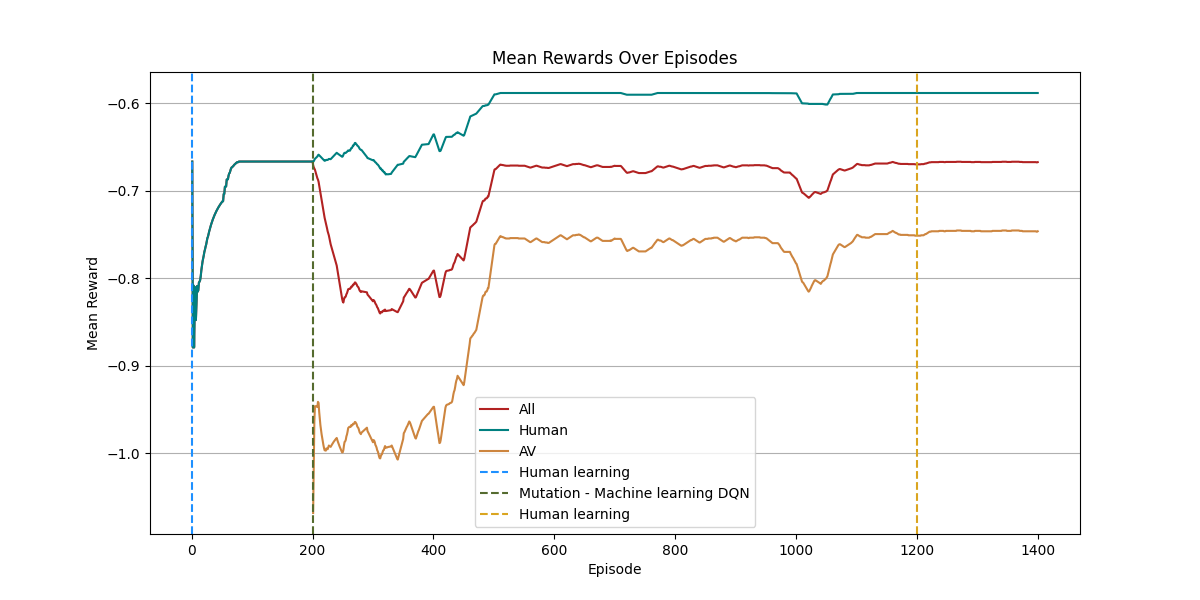 Mean Rewards Over Episodes
Mean Reward
−0.6
−0.7
−0.8
−0.9
−1.0
All
Human
AV
Human learning
Mutation - Machine learning DQN
Human learning
0 200 400 600 800 1000 1200 1400
Episode